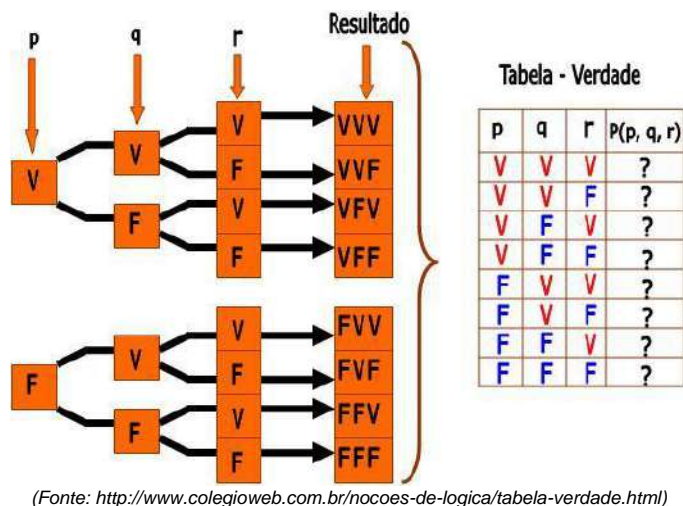 p q r Resultado
V V V VVV
F VVF
F V VFV
F VFF
F V V FVV
F FVF
F V FFV
F FFF
Tabela - Verdade
p q r P(p, q, r)
V V V ?
V V F ?
V F V ?
V F F ?
F V V ?
F V F ?
F F V ?
F F F ?
(Fonte: http://www.colegioweb.com.br/nocoes-de-logica/tabela-verdade.html)